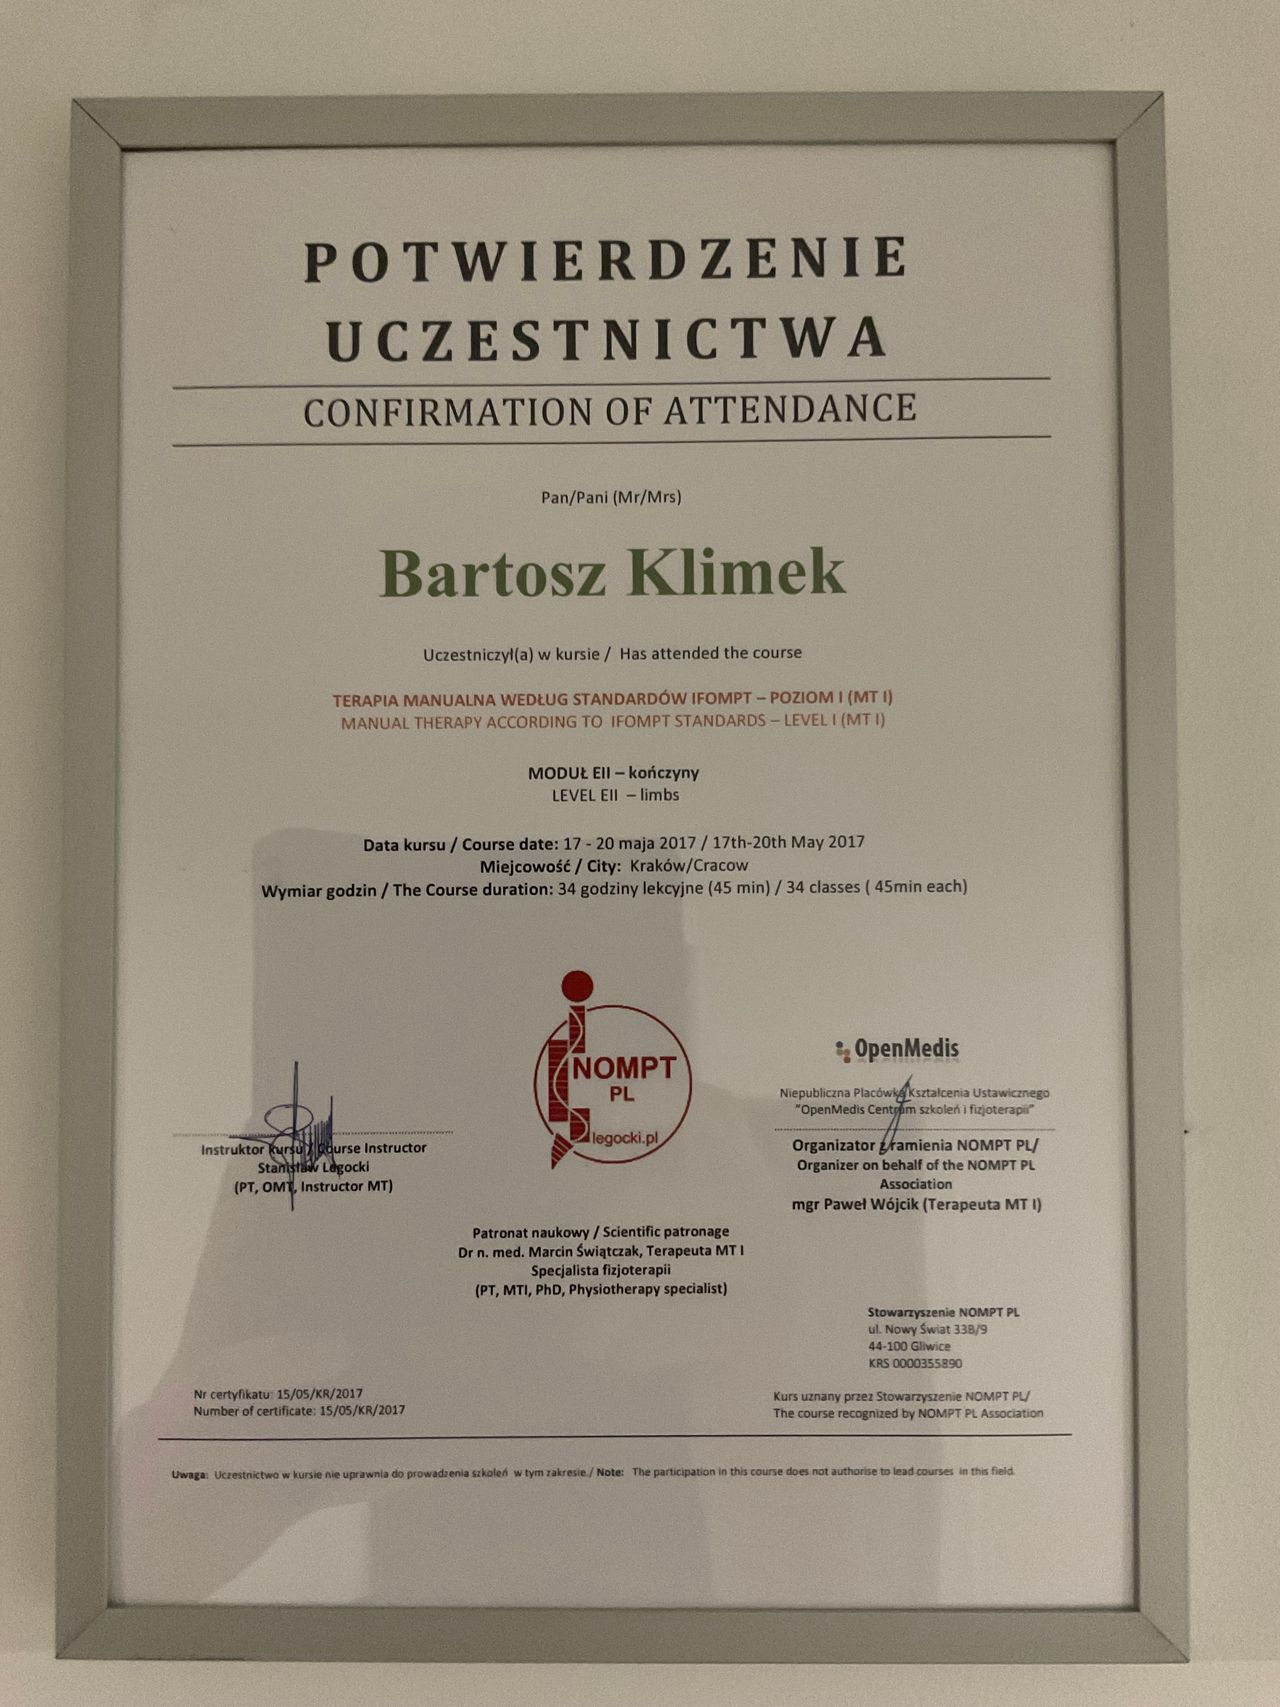 POTWIERDZENIE
UCZESTNICTWA
CONFIRMATION OF ATTENDANCE
Pan/Pani (Mr/Mrs)
Bartosz Klimek
Uczestniczył(a) w kursie / Has attended the course
TERAPIA MANUALNA WEDŁUG STANDARDÓW IFOMPT – POZIOM I (MT I)
MANUAL THERAPY ACCORDING TO IFOMPT STANDARDS – LEVEL I (MT I)
MODUŁ EII – kończyny
LEVEL EII – limbs
Data kursu / Course date: 17 - 20 maja 2017 / 17th-20th May 2017
Miejcowość / City: Kraków/Cracow
Wymiar godzin / The Course duration: 34 godziny lekcyjne (45 min) / 34 classes ( 45min each)
NOMPT
PL
legocki.pl
OpenMedis
Niepubliczna Placówka Kształcenia Ustawicznego
"OpenMedis Centrum szkoleń i fizjoterapii"
Instruktor kursu / Course Instructor
Stanisław Legocki
(PT, OMT, Instructor MT)
Organizator z ramienia NOMPT PL/
Organizer on behalf of the NOMPT PL
Association
mgr Paweł Wójcik (Terapeuta MT I)
Patronat naukowy / Scientific patronage
Dr n. med. Marcin Świątczak, Terapeuta MT I
Specjalista fizjoterapii
(PT, MTI, PhD, Physiotherapy specialist)
Stowarzyszenie NOMPT PL
ul. Nowy Świat 33B/9
44-100 Gliwice
KRS 0000355890
Nr certyfikatu: 15/05/KR/2017
Number of certificate: 15/05/KR/2017
Kurs uznany przez Stowarzyszenie NOMPT PL/
The course recognized by NOMPT PL Association
Uwaga: Uczestnictwo w kursie nie uprawnia do prowadzenia szkoleń w tym zakresie./ Note: The participation in this course does not authorise to lead courses in this field.